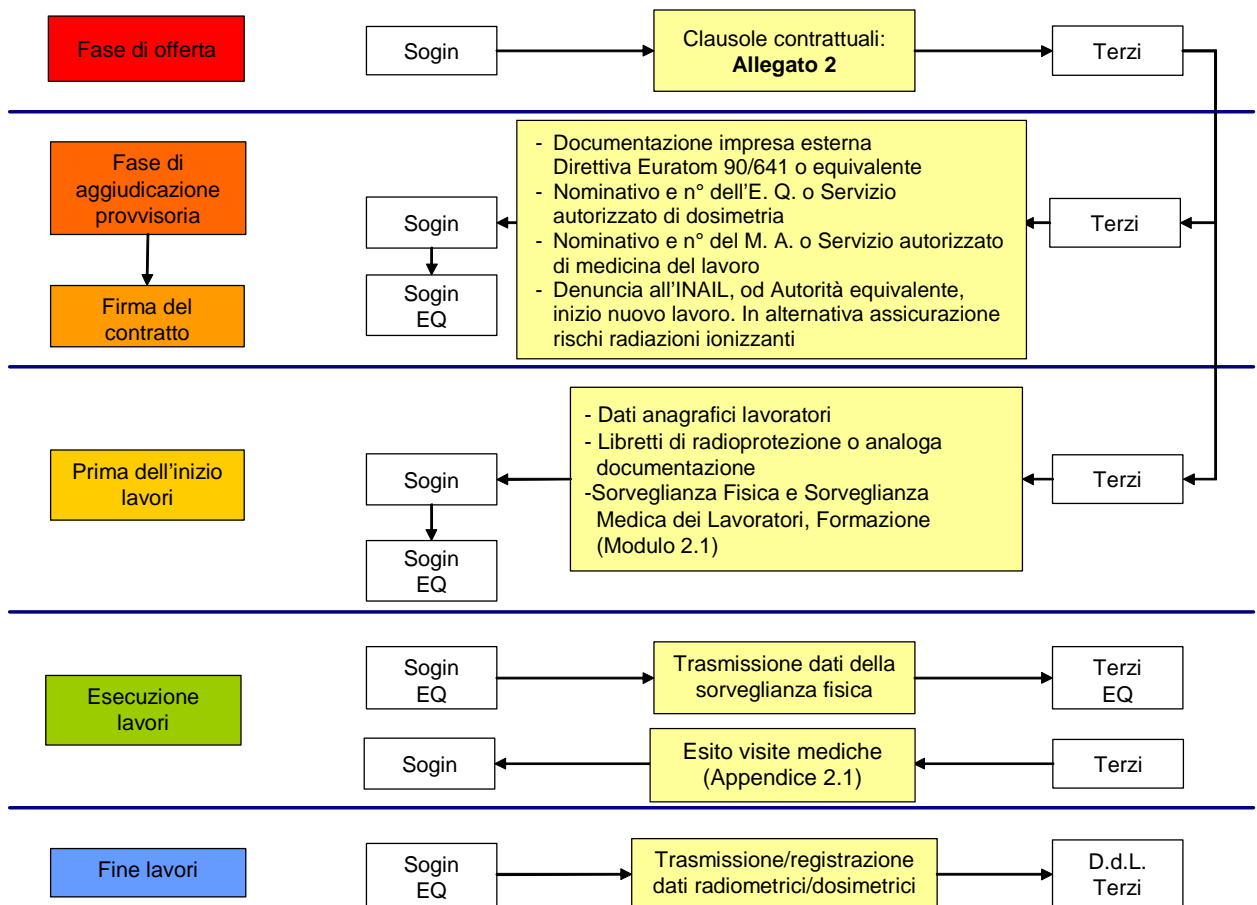 Fase di offerta
Sogin
Clausole contrattuali:
Allegato 2
Terzi
Fase di
aggiudicazione
provvisoria
Firma del
contratto
Sogin
Sogin
EQ
- Documentazione impresa esterna
Direttiva Euratom 90/641 o equivalente
- Nominativo e n° dell'E. Q. o Servizio
autorizzato di dosimetria
- Nominativo e n° del M. A. o Servizio autorizzato
di medicina del lavoro
- Denuncia all'INAIL, od Autorità equivalente,
inizio nuovo lavoro. In alternativa assicurazione
rischi radiazioni ionizzanti
Terzi
Prima dell'inizio
lavori
Sogin
Sogin
EQ
- Dati anagrafici lavoratori
- Libretti di radioprotezione o analoga
documentazione
-Sorveglianza Fisica e Sorveglianza
Medica dei Lavoratori, Formazione
(Modulo 2.1)
Terzi
Esecuzione
lavori
Sogin
EQ
Trasmissione dati della
sorveglianza fisica
Terzi
EQ
Sogin
Esito visite mediche
(Appendice 2.1)
Terzi
Fine lavori
Sogin
EQ
Trasmissione/registrazione
dati radiometrici/dosimetrici
D.d.L.
Terzi